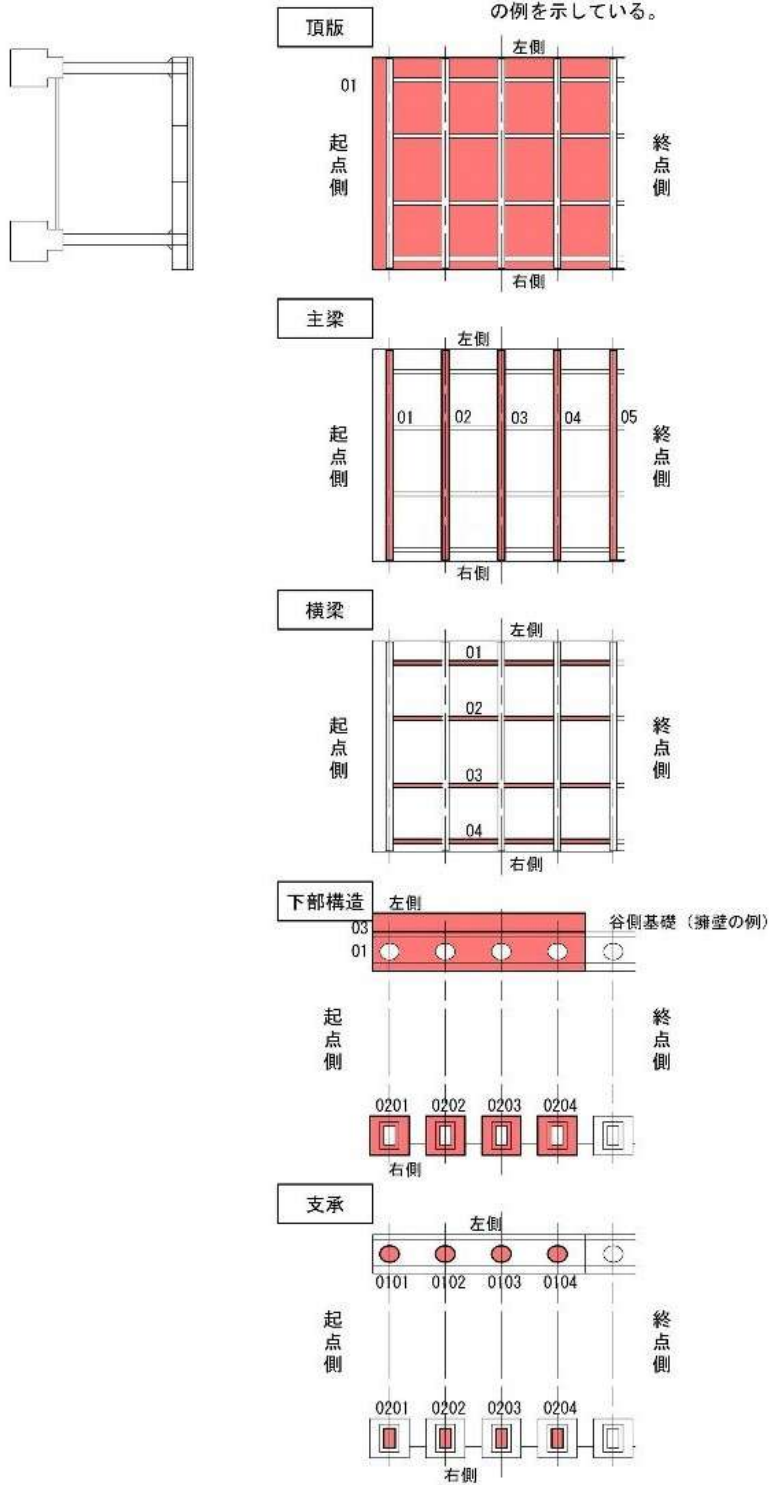 の例を示している。
頂版
左側
01
起点側
終点側
右側
主梁
左側
01 02 03 04 05
起点側
終点側
右側
横梁
左側
01
02
起点側
終点側
03
04
右側
下部構造
左側
03
谷側基礎（擁壁の例）
01
起点側
終点側
0201 0202 0203 0204
右側
支承
左側
0101 0102 0103 0104
起点側
終点側
0201 0202 0203 0204
右側